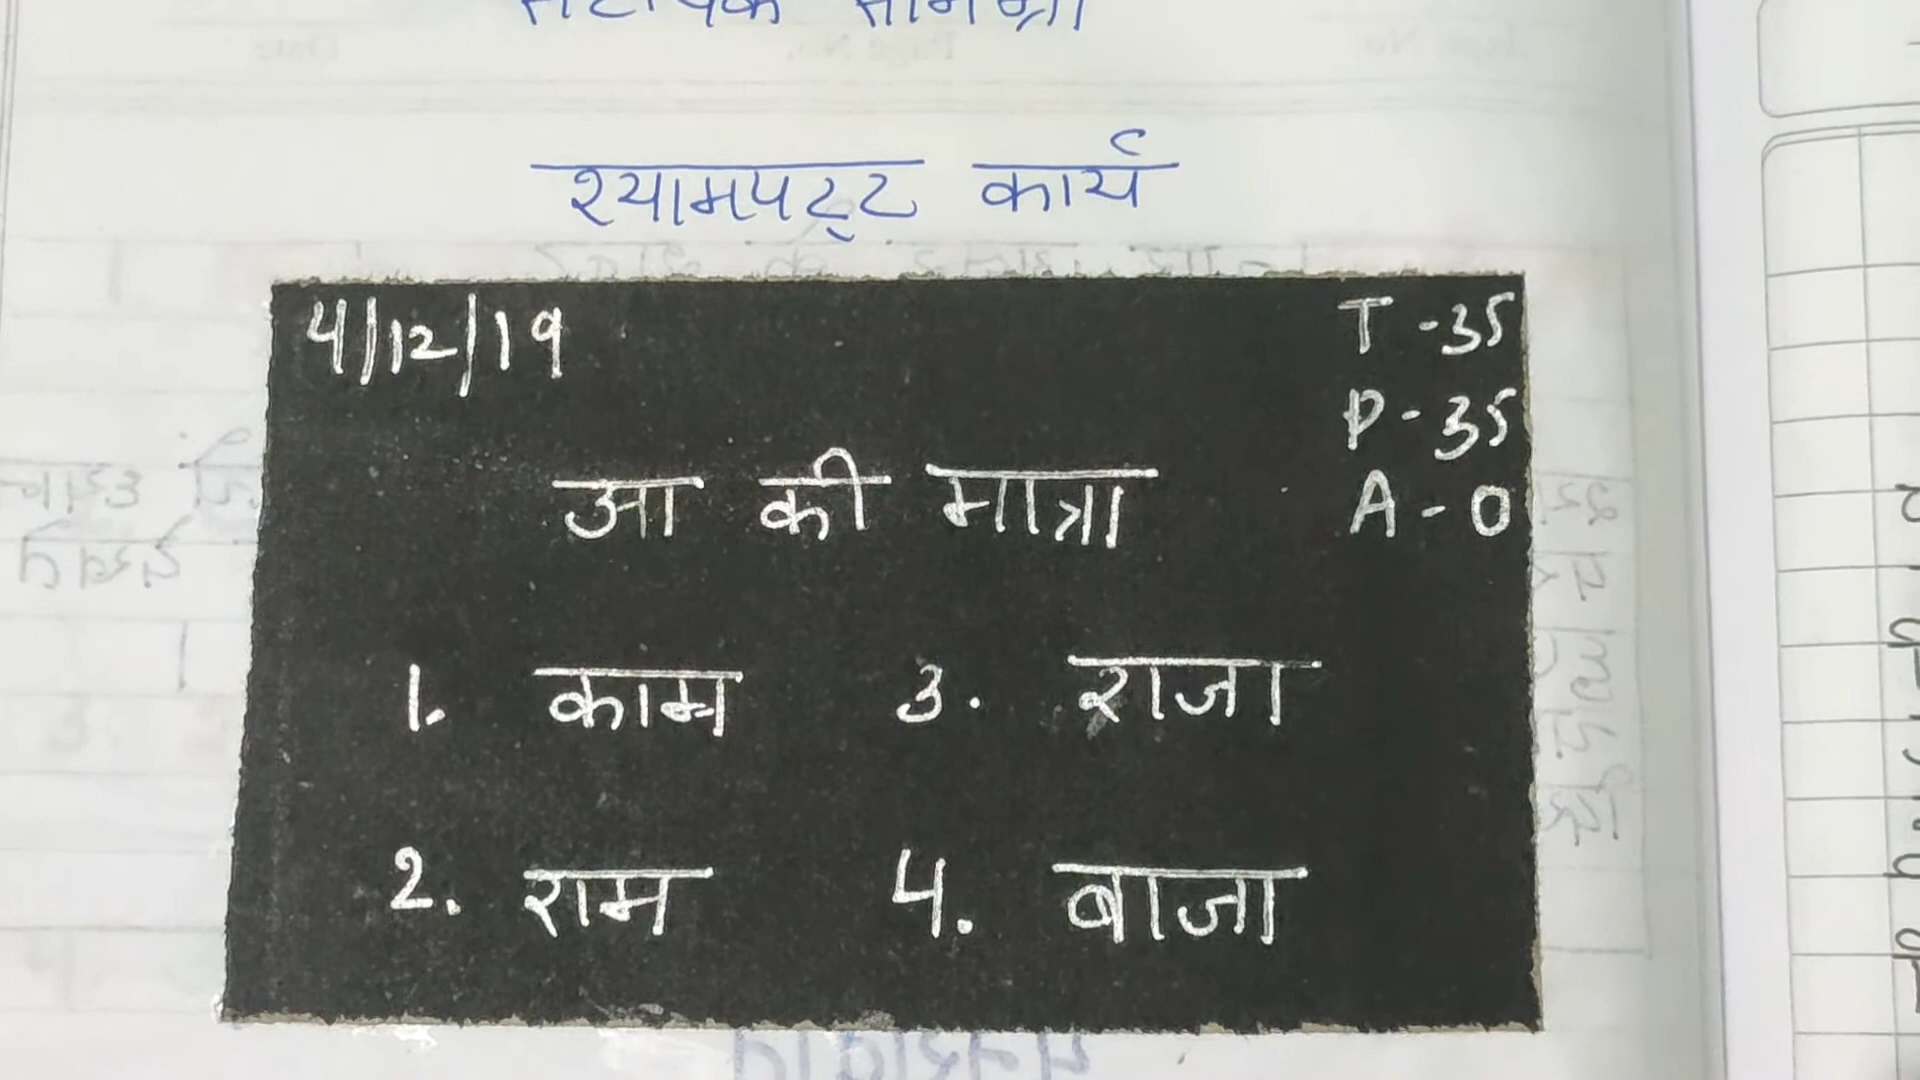 श्यामपट्ट कार्य
4/12/19
T - 35
P - 35
A - 0
आ की मात्रा
1. काम 3. राजा
2. राम 4. बाजा